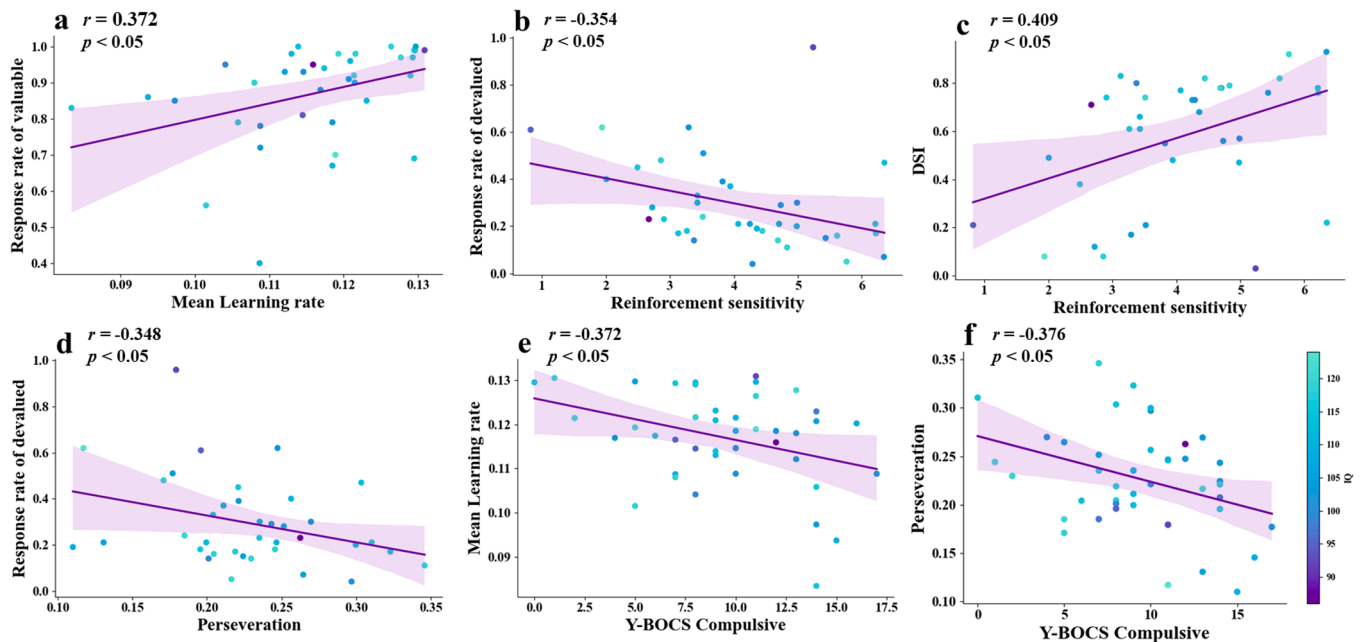 a
r = 0.372
p < 0.05
Response rate of valuable
1.0
0.9
0.8
0.7
0.6
0.5
0.4
0.09
0.10
0.11
0.12
0.13
Mean Learning rate
b
r = -0.354
p < 0.05
Response rate of devalued
1.0
0.8
0.6
0.4
0.2
0.0
1
2
3
4
5
6
Reinforcement sensitivity
c
r = 0.409
p < 0.05
DSI
0.8
0.6
0.4
0.2
0.0
1
2
3
4
5
6
Reinforcement sensitivity
d
r = -0.348
p < 0.05
Response rate of devalued
1.0
0.8
0.6
0.4
0.2
0.0
0.10
0.15
0.20
0.25
0.30
0.35
Perseveration
e
r = -0.372
p < 0.05
Mean Learning rate
0.13
0.12
0.11
0.10
0.09
0.0
2.5
5.0
7.5
10.0
12.5
15.0
17.5
Y-BOCS Compulsive
f
r = -0.376
p < 0.05
Perseveration
0.35
0.30
0.25
0.20
0.15
0.10
0
5
10
15
Y-BOCS Compulsive
120
115
110
105
100
95
90
IQ